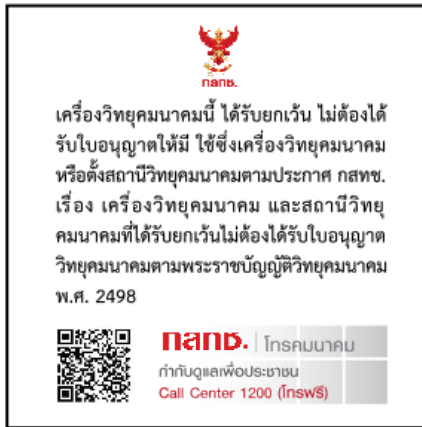 กสทช.
เครื่องวิทยุคมนาคมนี้ ได้รับยกเว้น ไม่ต้องได้
รับใบอนุญาตให้มี ใช้ซึ่งเครื่องวิทยุคมนาคม
หรือตั้งสถานีวิทยุคมนาคมตามประกาศ กสทช.
เรื่อง เครื่องวิทยุคมนาคม และสถานีวิทยุ
คมนาคมที่ได้รับยกเว้นไม่ต้องได้รับใบอนุญาต
วิทยุคมนาคมตามพระราชบัญญัติวิทยุคมนาคม
พ.ศ. 2498
กสทช. | โทรคมนาคม
กำกับดูแลเพื่อประชาชน
Call Center 1200 (โทรฟรี)